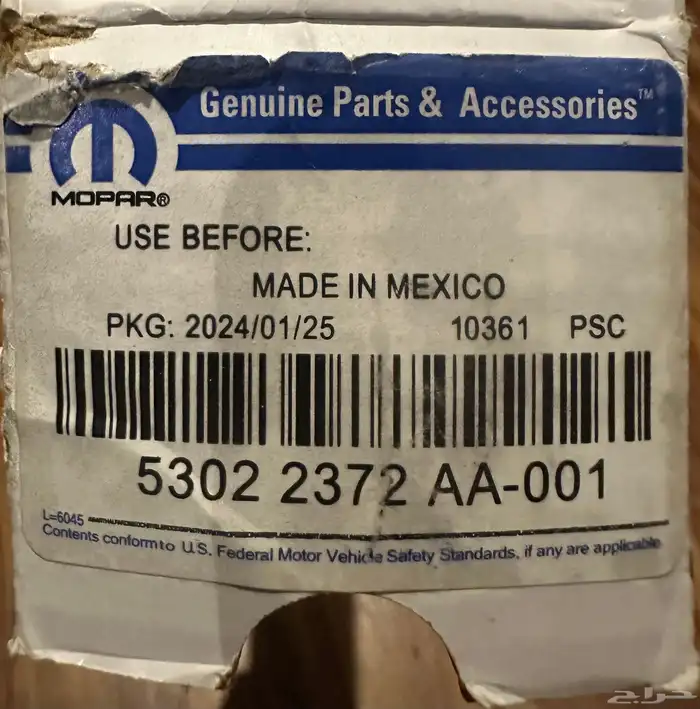 Genuine Parts & Accessories™
MOPAR®
USE BEFORE:
MADE IN MEXICO
PKG: 2024/01/25 10361 PSC
5302 2372 AA-001
L=6045
Contents conform to U.S. Federal Motor Vehicle Safety Standards, if any are applicable
حراج